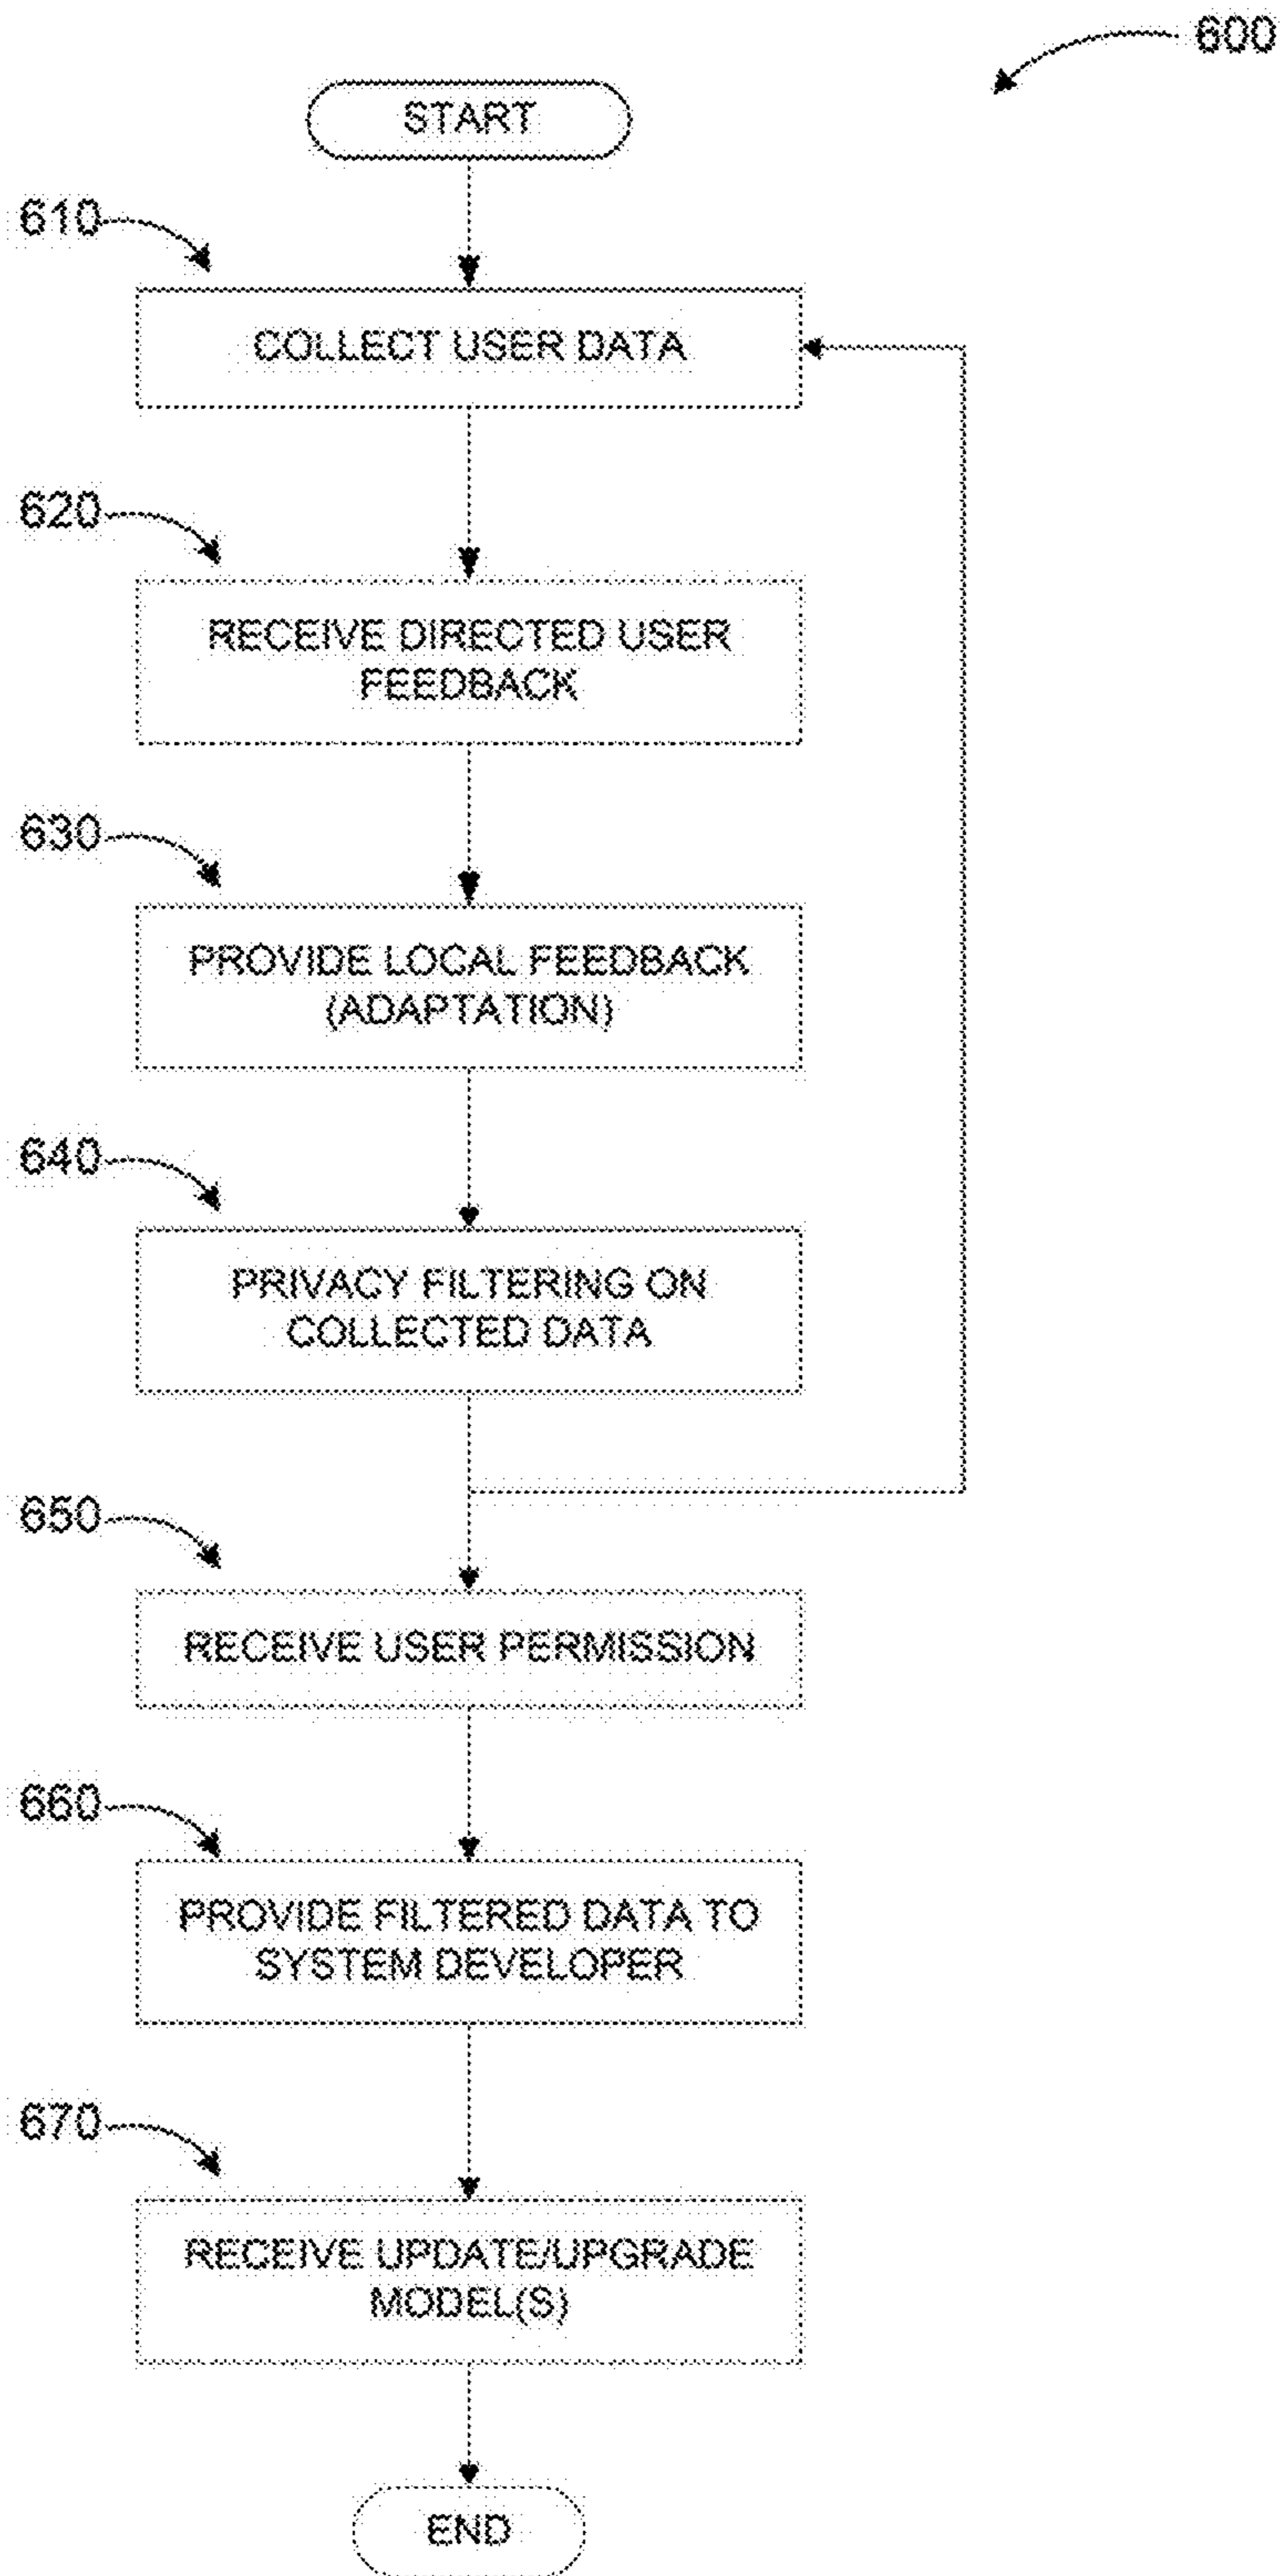 600
START
610
COLLECT USER DATA
620
RECEIVE DIRECTED USER
FEEDBACK
630
PROVIDE LOCAL FEEDBACK
(ADAPTATION)
640
PRIVACY FILTERING ON
COLLECTED DATA
650
RECEIVE USER PERMISSION
660
PROVIDE FILTERED DATA TO
SYSTEM DEVELOPER
670
RECEIVE UPDATE/UPGRADE
MODEL(S)
END